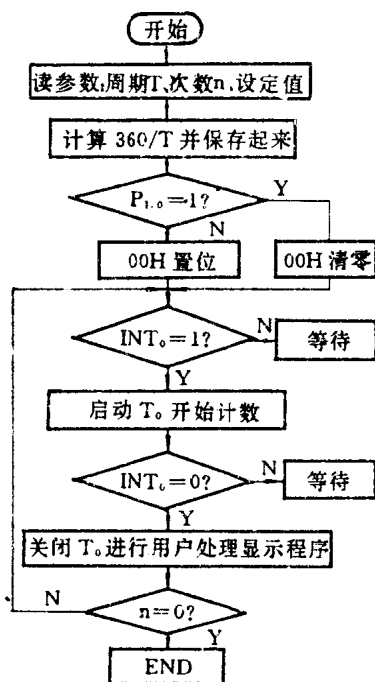 开始
读参数:周期T、次数n、设定值
计算 360/T 并保存起来
P₁.₀=1?
Y
N
00H 置位
00H 清零
INT₀=1?
N
等待
Y
启动 T₀ 开始计数
INT₀=0?
N
等待
Y
关闭 T₀ 进行用户处理显示程序
N
n=0?
Y
END